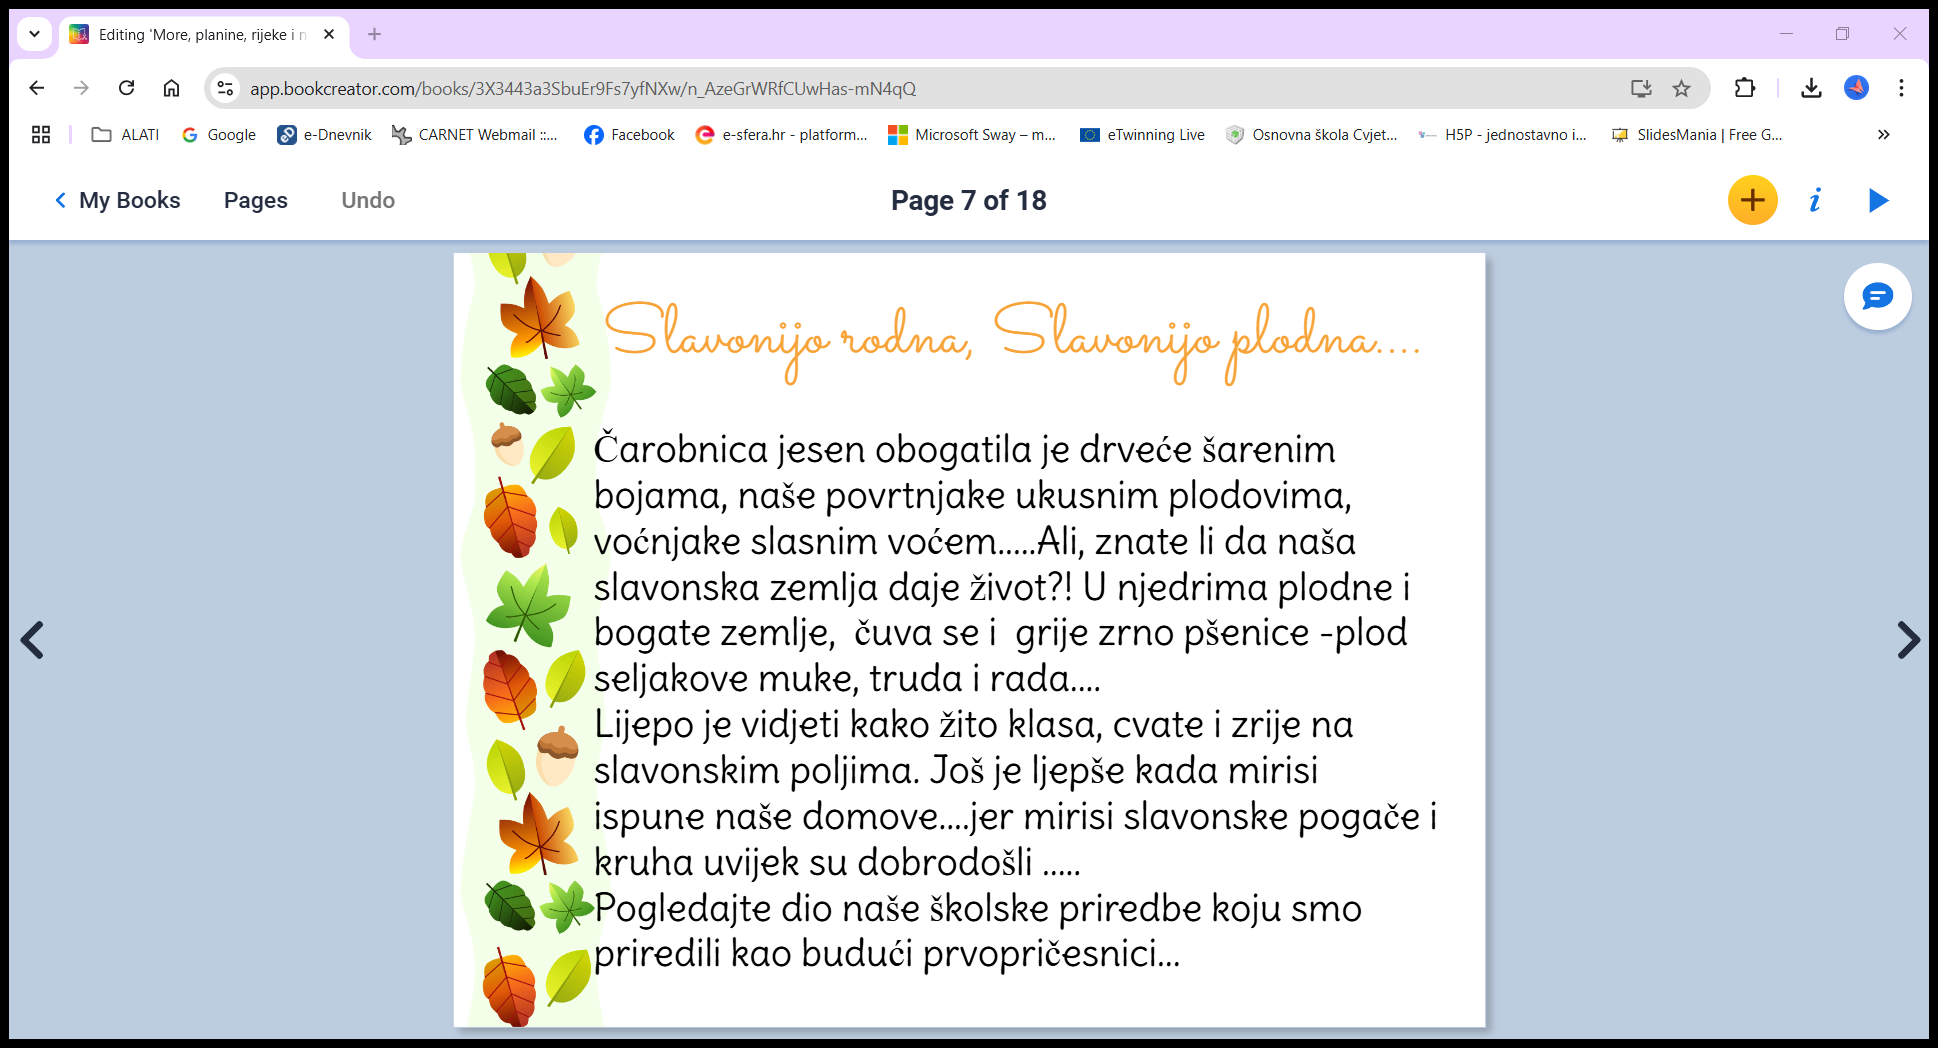 Editing 'More, planine, rijeke i n
app.bookcreator.com/books/3X3443a3SbuEr9Fs7yfNXw/n_AzeGrWRfCUwHas-mN4qQ
ALATI Google e-Dnevnik CARNET Webmail ::... Facebook e-sfera.hr - platform... Microsoft Sway – m... eTwinning Live Osnovna škola Cvjet... H5P - jednostavno i... SlidesMania | Free G...
My Books Pages Undo Page 7 of 18
Slavonijo rodna, Slavonijo plodna....
Čarobnica jesen obogatila je drveće šarenim
bojama, naše povrtnjake ukusnim plodovima,
voćnjake slasnim voćem.....Ali, znate li da naša
slavonska zemlja daje život?! U njedrima plodne i
bogate zemlje, čuva se i grije zrno pšenice -plod
seljakove muke, truda i rada....
Lijepo je vidjeti kako žito klasa, cvate i zrije na
slavonskim poljima. Još je ljepše kada mirisi
ispune naše domove....jer mirisi slavonske pogače i
kruha uvijek su dobrodošli .....
Pogledajte dio naše školske priredbe koju smo
priredili kao budući prvopričesnici...